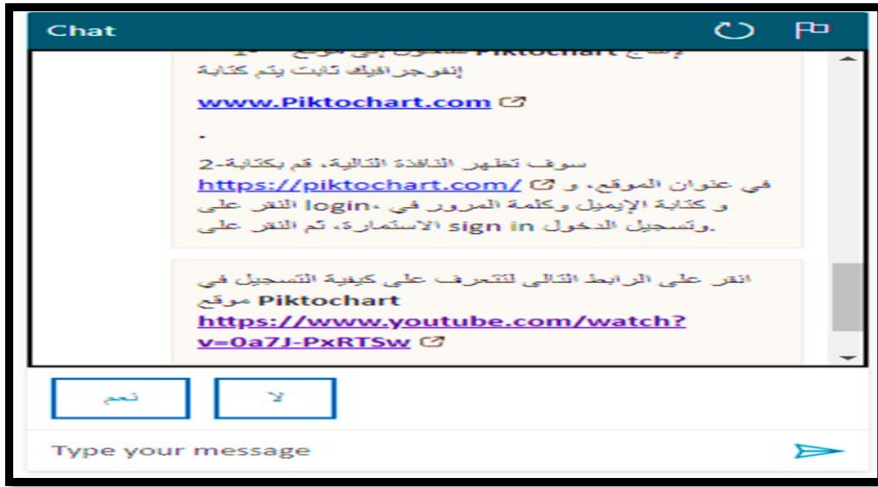 Chat
Piktochart
إنفوجرافيك ثابت يتم كتابة
www.Piktochart.com
.
سوف تظهر النافذة التالية، قم بكتابة-2
في عنوان الموقع، و https://piktochart.com/
و كتابة الإيميل وكلمة المرور في ،login النقر على
.وتسجيل الدخول sign in الاستمارة، ثم النقر على
انقر على الرابط التالى لتتعرف على كيفية التسجيل في
موقع Piktochart
https://www.youtube.com/watch?
v=0a7J-PxRTSw
نعم
لا
Type your message